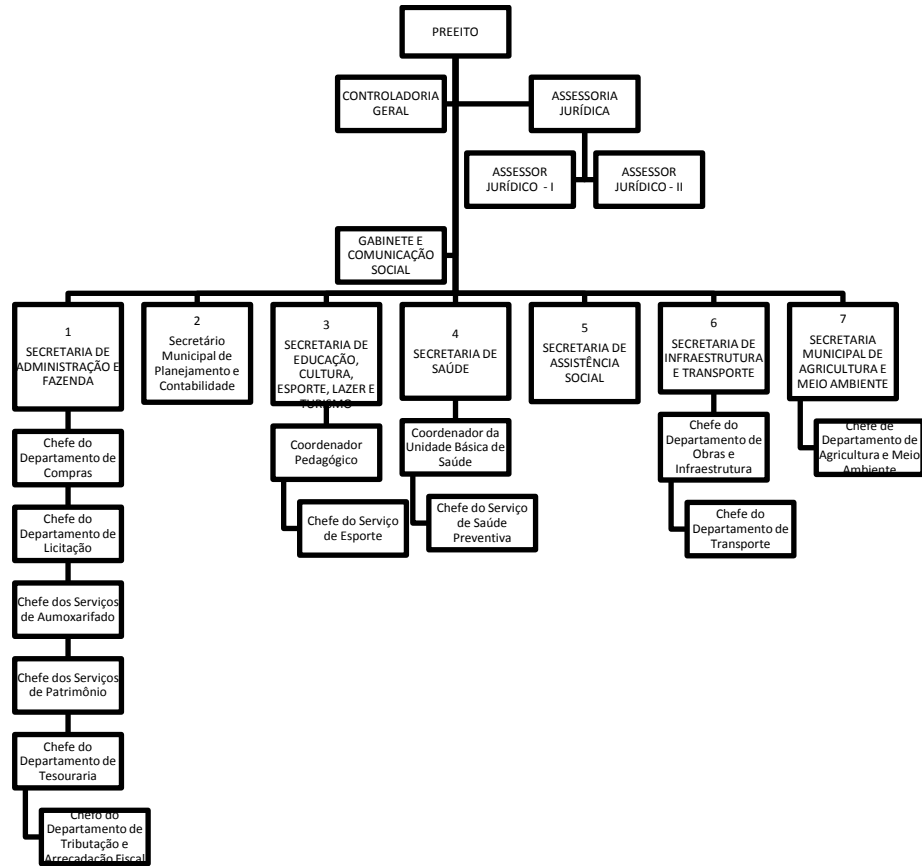 PREEITO
CONTROLADORIA
GERAL
ASSESSORIA
JURÍDICA
ASSESSOR
JURÍDICO - I
ASSESSOR
JURÍDICO - II
GABINETE E
COMUNICAÇÃO
SOCIAL
1
SECRETARIA DE
ADMINISTRAÇÃO E
FAZENDA
2
Secretário
Municipal de
Planejamento e
Contabilidade
3
SECRETARIA DE
EDUCAÇÃO,
CULTURA,
ESPORTE, LAZER E
TURISMO
4
SECRETARIA DE
SAÚDE
5
SECRETARIA DE
ASSISTÊNCIA
SOCIAL
6
SECRETARIA DE
INFRAESTRUTURA
E TRANSPORTE
7
SECRETARIA
MUNICIPAL DE
AGRICULTURA E
MEIO AMBIENTE
Chefe do
Departamento de
Compras
Chefe do
Departamento de
Licitação
Chefe dos Serviços
de Aumoxarifado
Chefe dos Serviços
de Patrimônio
Chefe do
Departamento de
Tesouraria
Chefo do
Departamento de
Tributação e
Arrecadação Fiscal
Coordenador
Pedagógico
Chefe do Serviço
de Esporte
Coordenador da
Unidade Básica de
Saúde
Chefe do Serviço
de Saúde
Preventiva
Chefe do
Departamento de
Obras e
Infraestrutura
Chefe do
Departamento de
Transporte
Chefe de
Departamento de
Agricultura e Meio
Ambiente